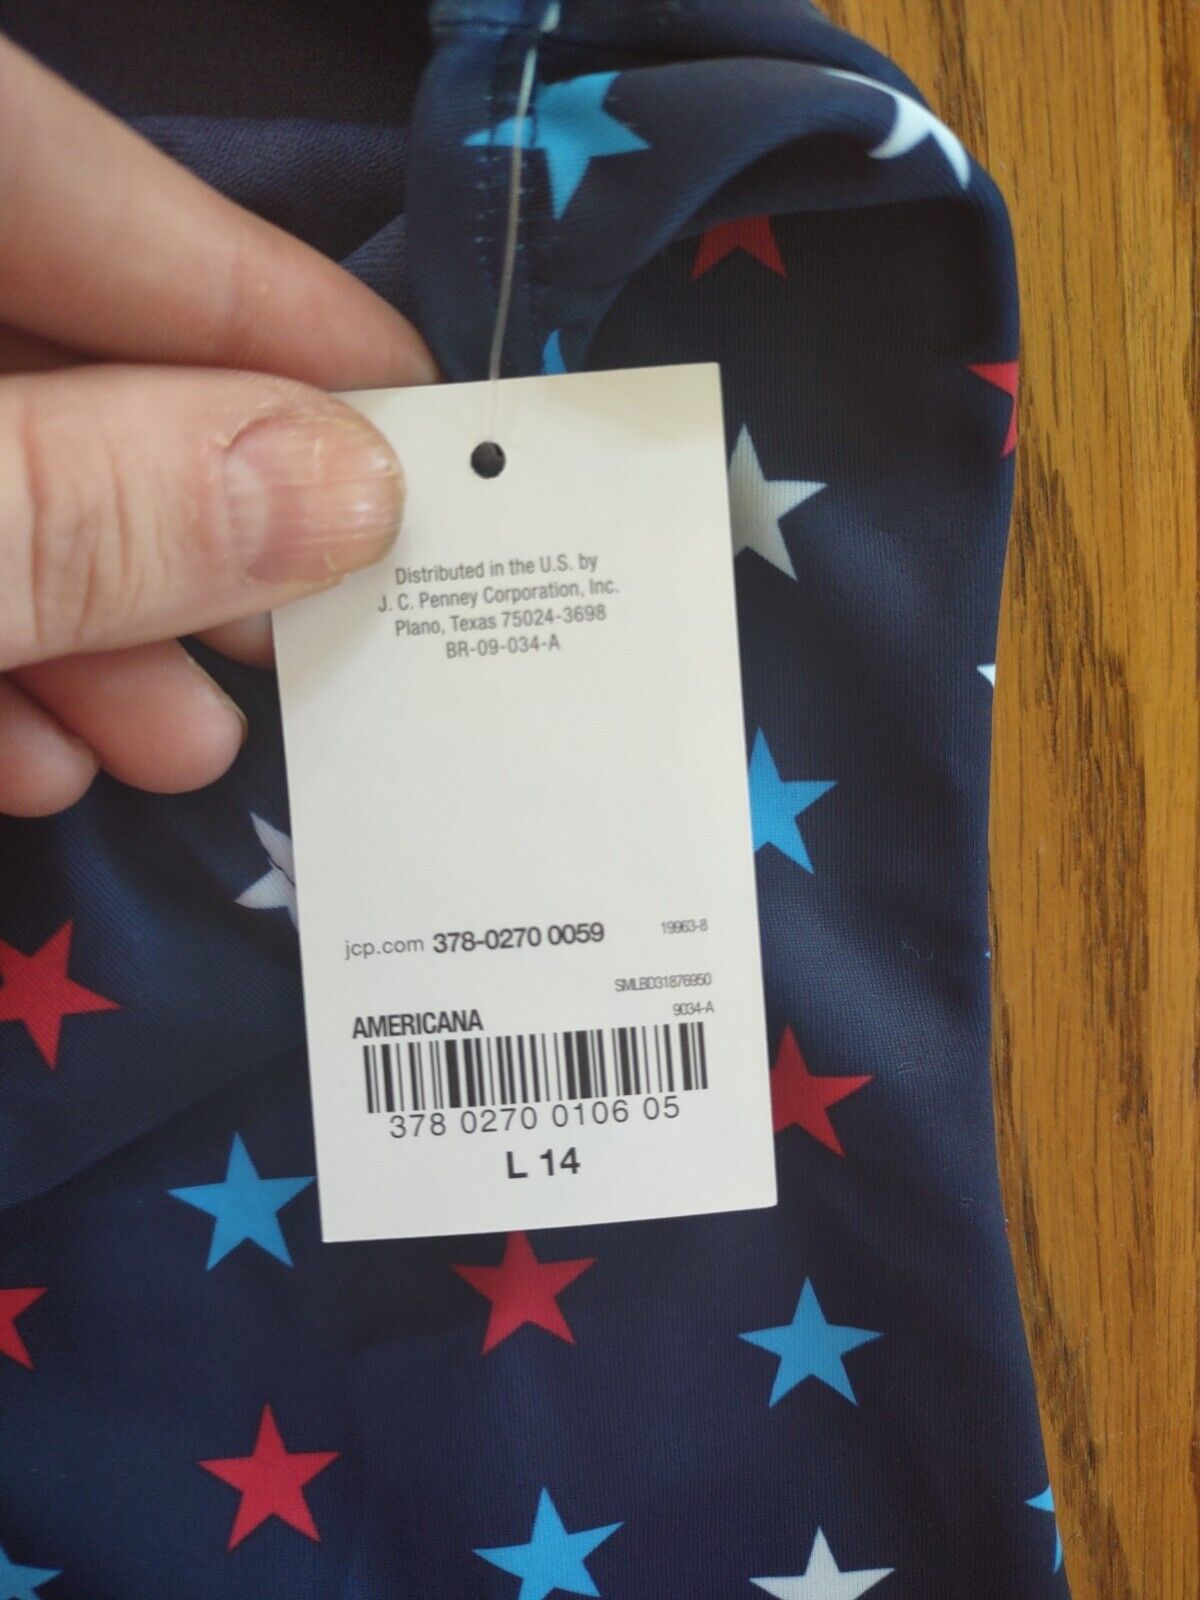 Distributed in the U.S. by
J. C. Penney Corporation, Inc.
Plano, Texas 75024-3698
BR-09-034-A
jcp.com 378-0270 0059 19963-8
SMLBD31876950
9034-A
AMERICANA
378 0270 0106 05
L 14